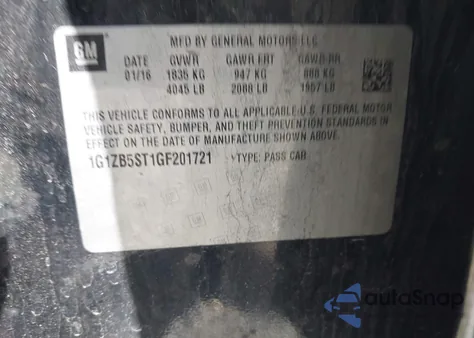 GM
MFD BY GENERAL MOTORS LLC
DATE GVWR GAWR FRT GAWR RR
01/16 1835 KG 947 KG 888 KG
4045 LB 2088 LB 1957 LB
THIS VEHICLE CONFORMS TO ALL APPLICABLE U.S. FEDERAL MOTOR
VEHICLE SAFETY, BUMPER, AND THEFT PREVENTION STANDARDS IN
EFFECT ON THE DATE OF MANUFACTURE SHOWN ABOVE.
1G1ZB5ST1GF201721 TYPE: PASS CAR
autoSnap